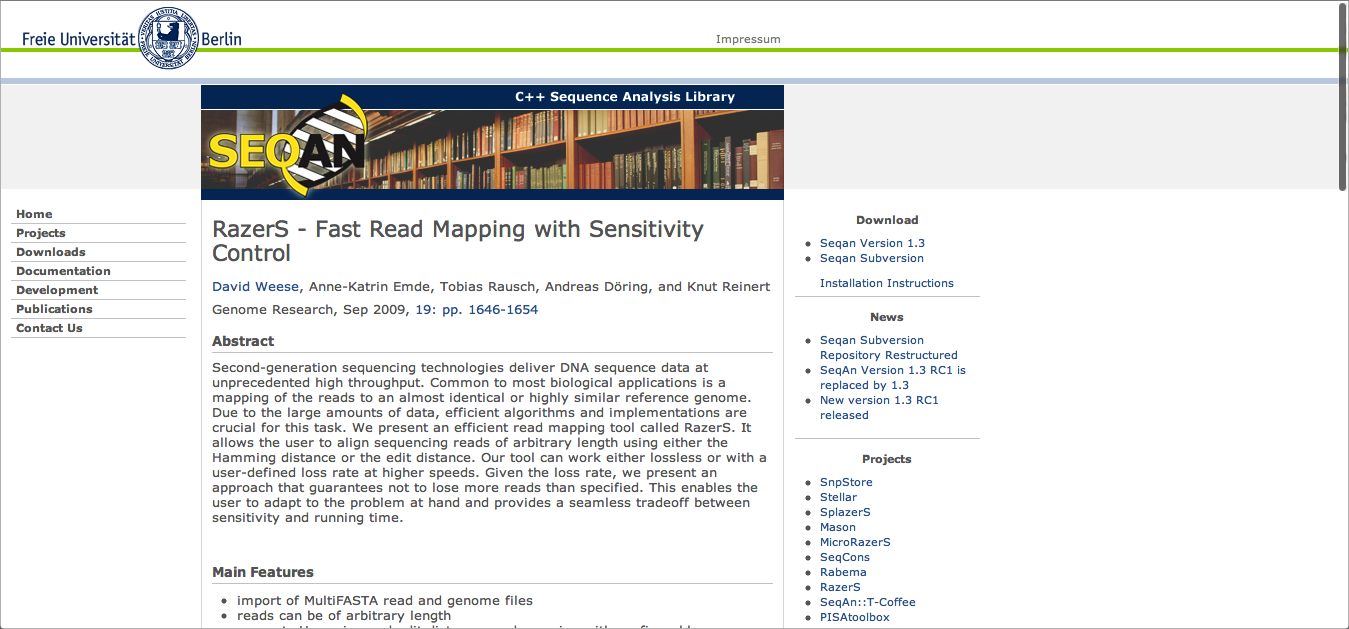 Freie Universität Berlin
Impressum
C++ Sequence Analysis Library
SEQAN
Home
Projects
Downloads
Documentation
Development
Publications
Contact Us
RazerS - Fast Read Mapping with Sensitivity
Control
David Weese, Anne-Katrin Emde, Tobias Rausch, Andreas Döring, and Knut Reinert
Genome Research, Sep 2009, 19: pp. 1646-1654
Abstract
Second-generation sequencing technologies deliver DNA sequence data at
unprecedented high throughput. Common to most biological applications is a
mapping of the reads to an almost identical or highly similar reference genome.
Due to the large amounts of data, efficient algorithms and implementations are
crucial for this task. We present an efficient read mapping tool called RazerS. It
allows the user to align sequencing reads of arbitrary length using either the
Hamming distance or the edit distance. Our tool can work either lossless or with a
user-defined loss rate at higher speeds. Given the loss rate, we present an
approach that guarantees not to lose more reads than specified. This enables the
user to adapt to the problem at hand and provides a seamless tradeoff between
sensitivity and running time.
Main Features
• import of MultiFASTA read and genome files
• reads can be of arbitrary length
Download
• Seqan Version 1.3
• Seqan Subversion
Installation Instructions
News
• Seqan Subversion
Repository Restructured
• SeqAn Version 1.3 RC1 is
replaced by 1.3
• New version 1.3 RC1
released
Projects
• SnpStore
• Stellar
• SplazerS
• Mason
• MicroRazerS
• SeqCons
• Rabema
• RazerS
• SeqAn::T-Coffee
• PISAtoolbox